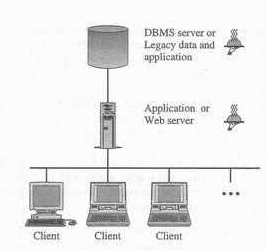 DBMS server or
Legacy data and
application
Application or
Web server
Client
Client
Client